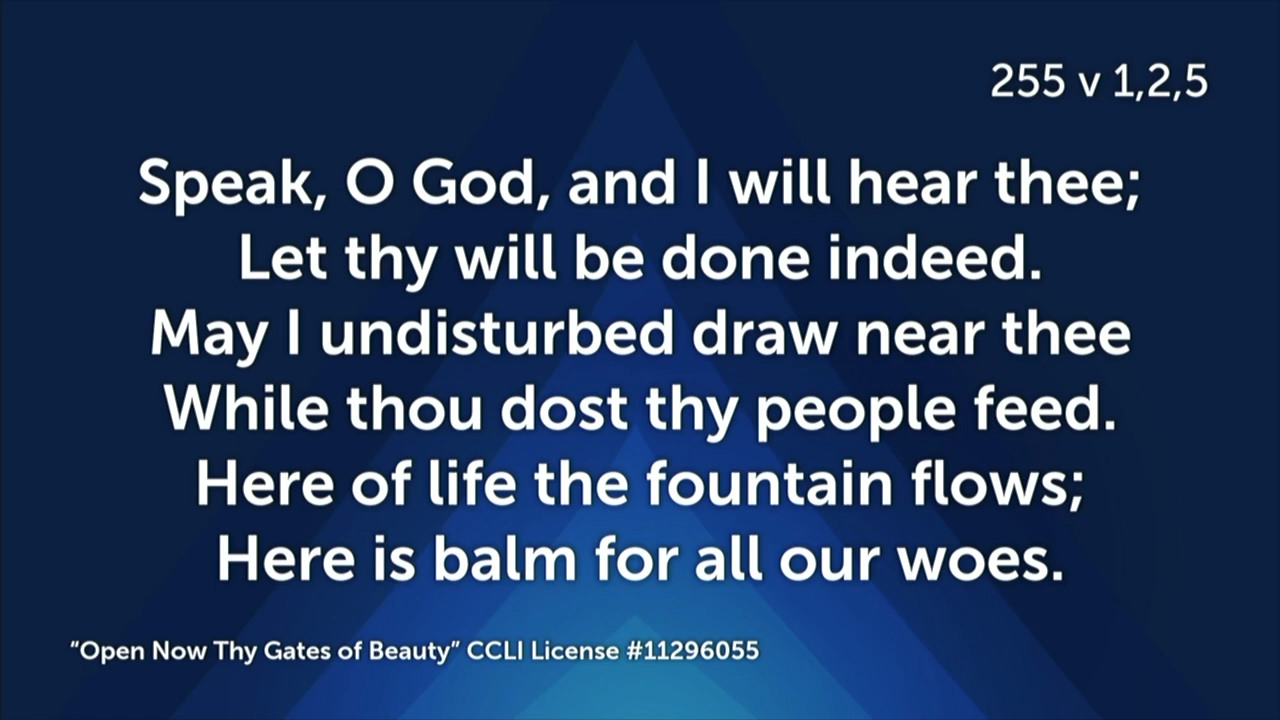 255 v 1,2,5
Speak, O God, and I will hear thee;
Let thy will be done indeed.
May I undisturbed draw near thee
While thou dost thy people feed.
Here of life the fountain flows;
Here is balm for all our woes.
“Open Now Thy Gates of Beauty” CCLI License #11296055